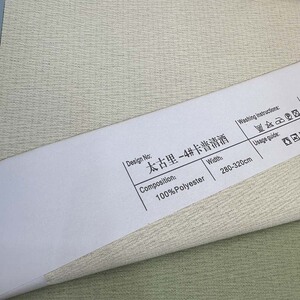 Design No:
太古里 -4#卡普清酒
Composition:
100%Polyester
Width:
280-320cm
Washing Instructions:
Usage guide: